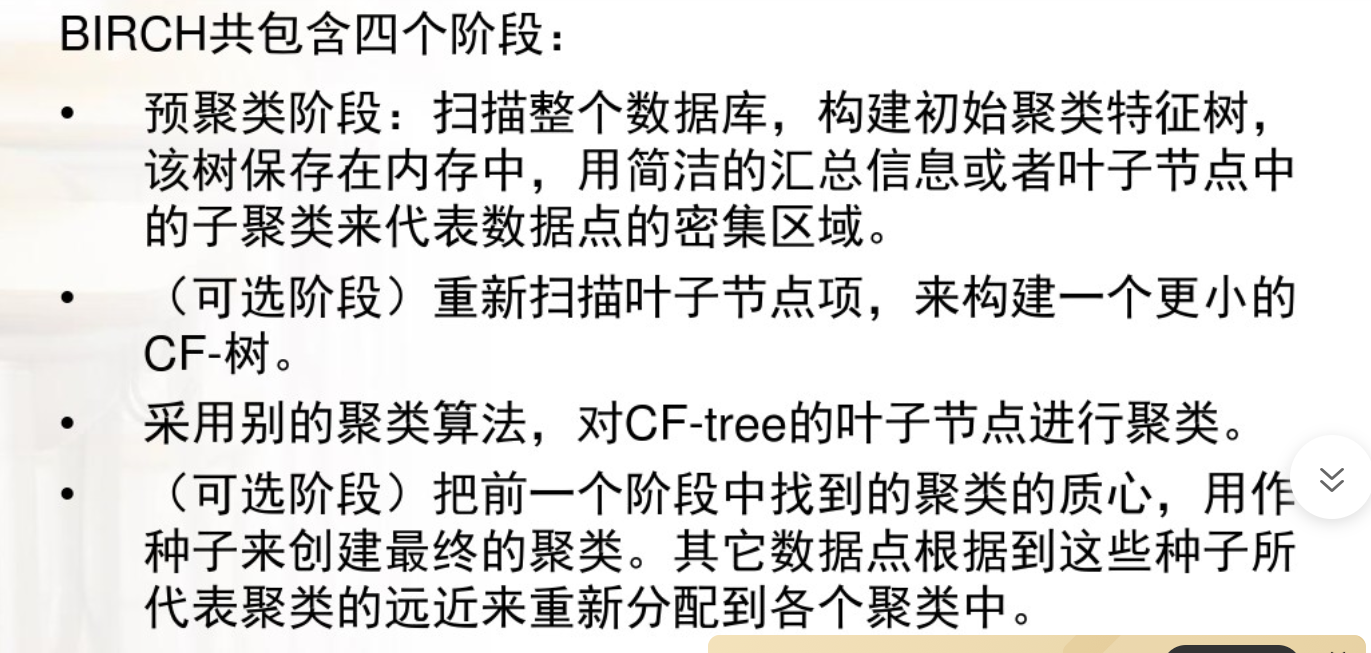 BIRCH共包含四个阶段：
• 预聚类阶段：扫描整个数据库，构建初始聚类特征树，
该树保存在内存中，用简洁的汇总信息或者叶子节点中
的子聚类来代表数据点的密集区域。
• （可选阶段）重新扫描叶子节点项，来构建一个更小的
CF-树。
• 采用别的聚类算法，对CF-tree的叶子节点进行聚类。
• （可选阶段）把前一个阶段中找到的聚类的质心，用作
种子来创建最终的聚类。其它数据点根据到这些种子所
代表聚类的远近来重新分配到各个聚类中。